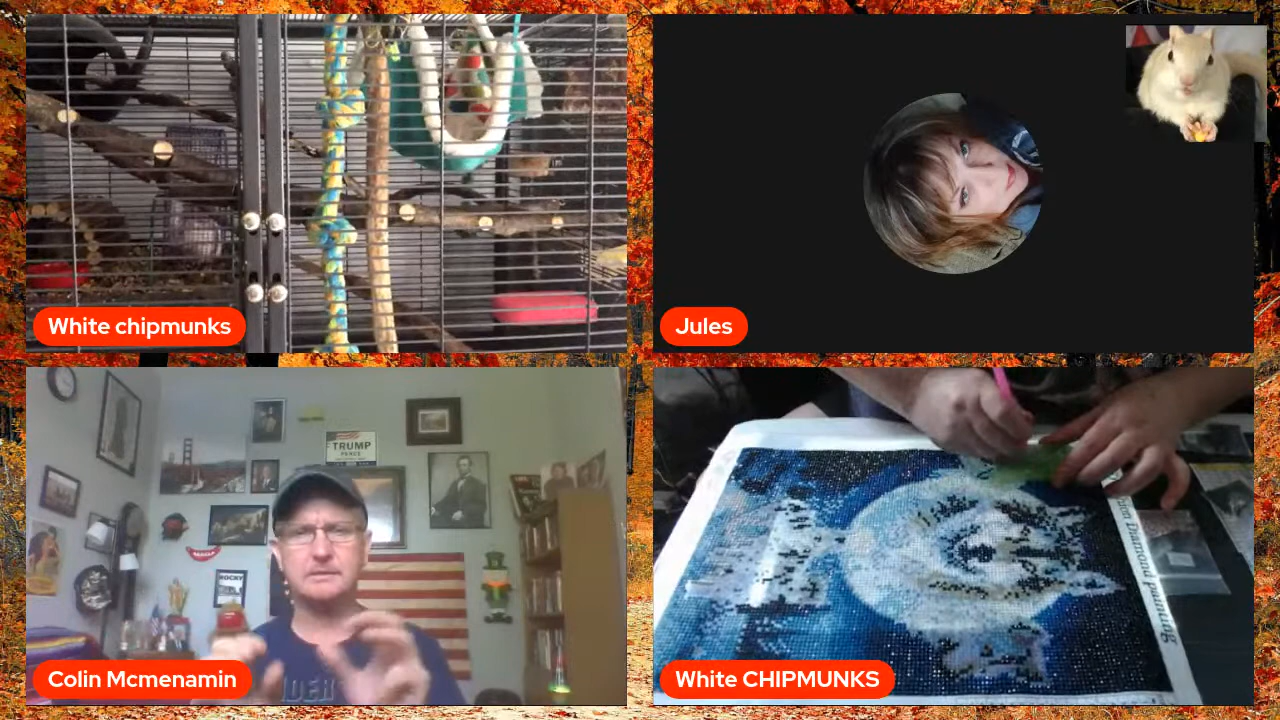 White chipmunks
Jules
TRUMP
PENCE
ROCKY
Colin Mcmenamin
Diamond Painting
White CHIPMUNKS